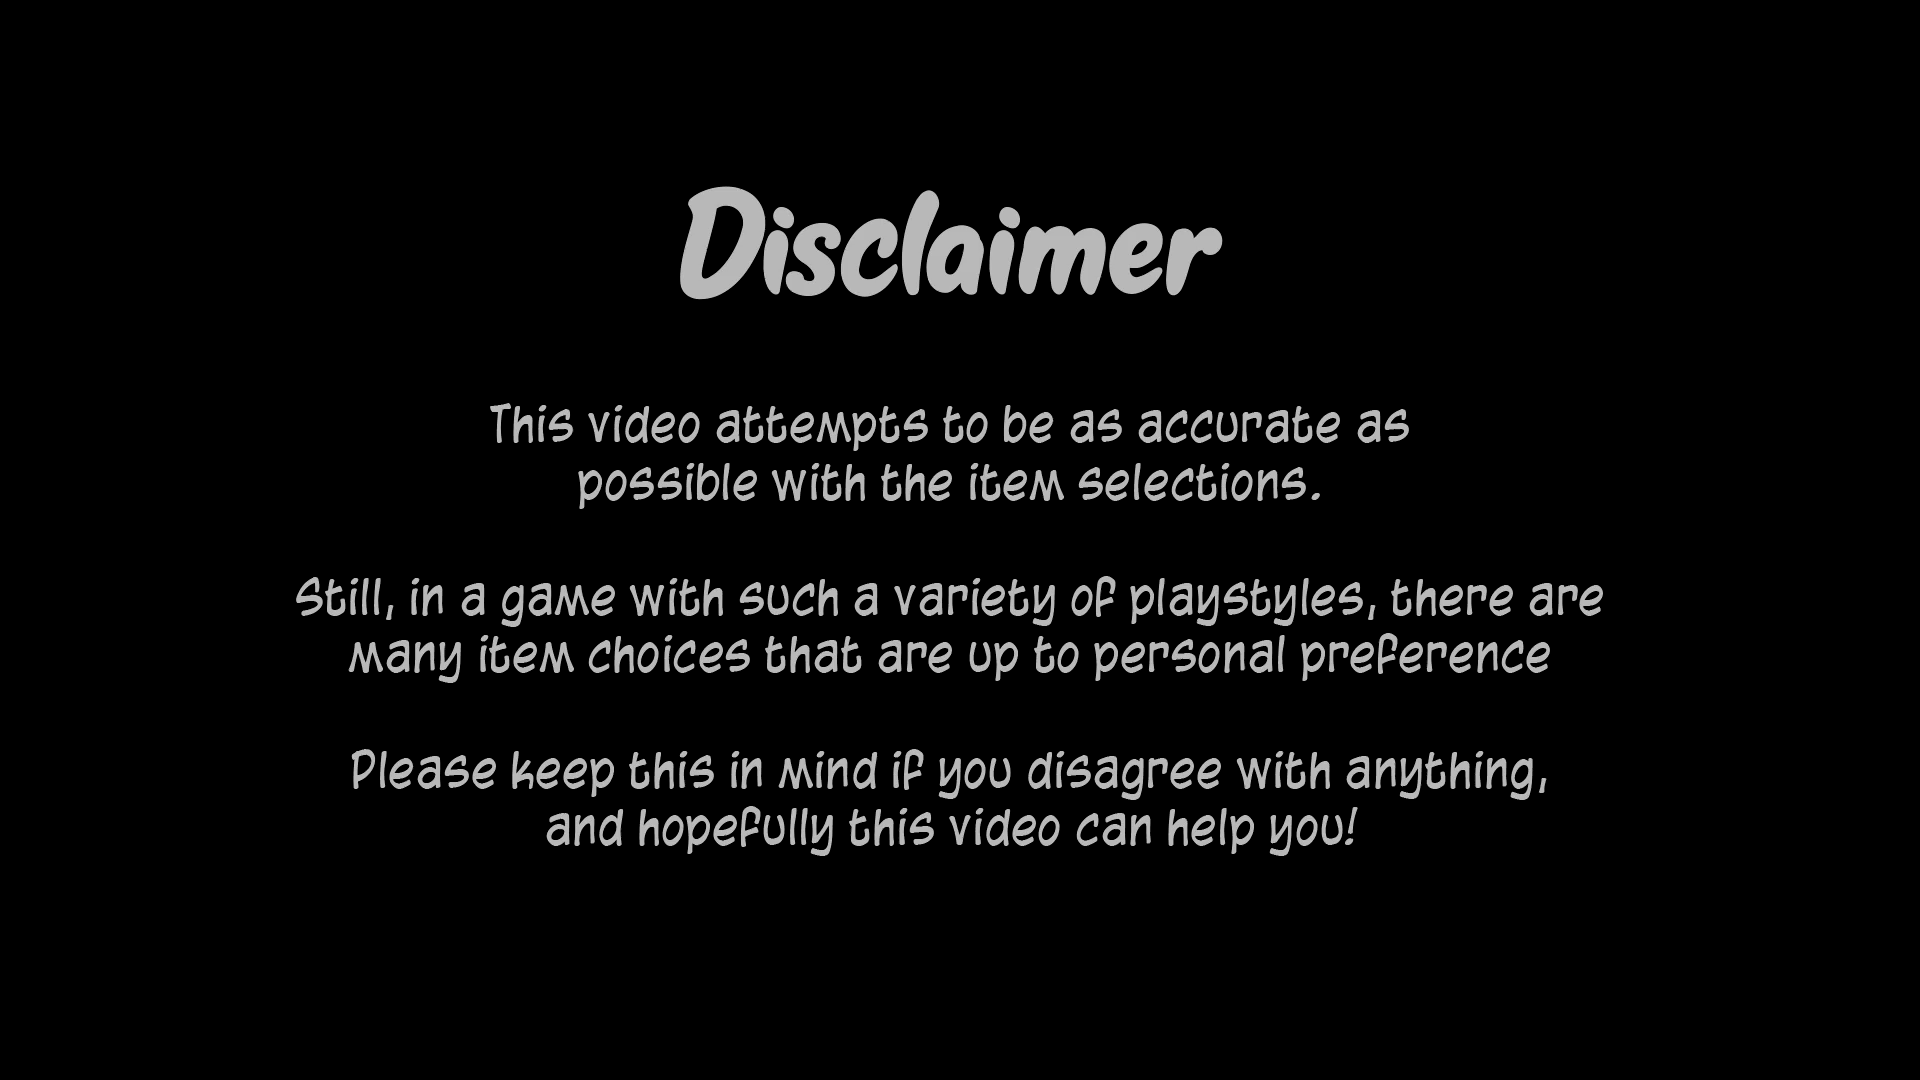 Disclaimer
This video attempts to be as accurate as
possible with the item selections.
Still, in a game with such a variety of playstyles, there are
many item choices that are up to personal preference
Please keep this in mind if you disagree with anything,
and hopefully this video can help you!